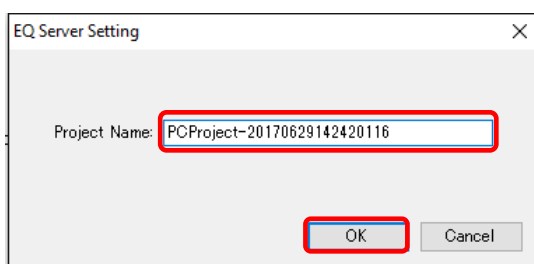 EQ Server Setting
Project Name: PCProject-20170629142420116
OK Cancel